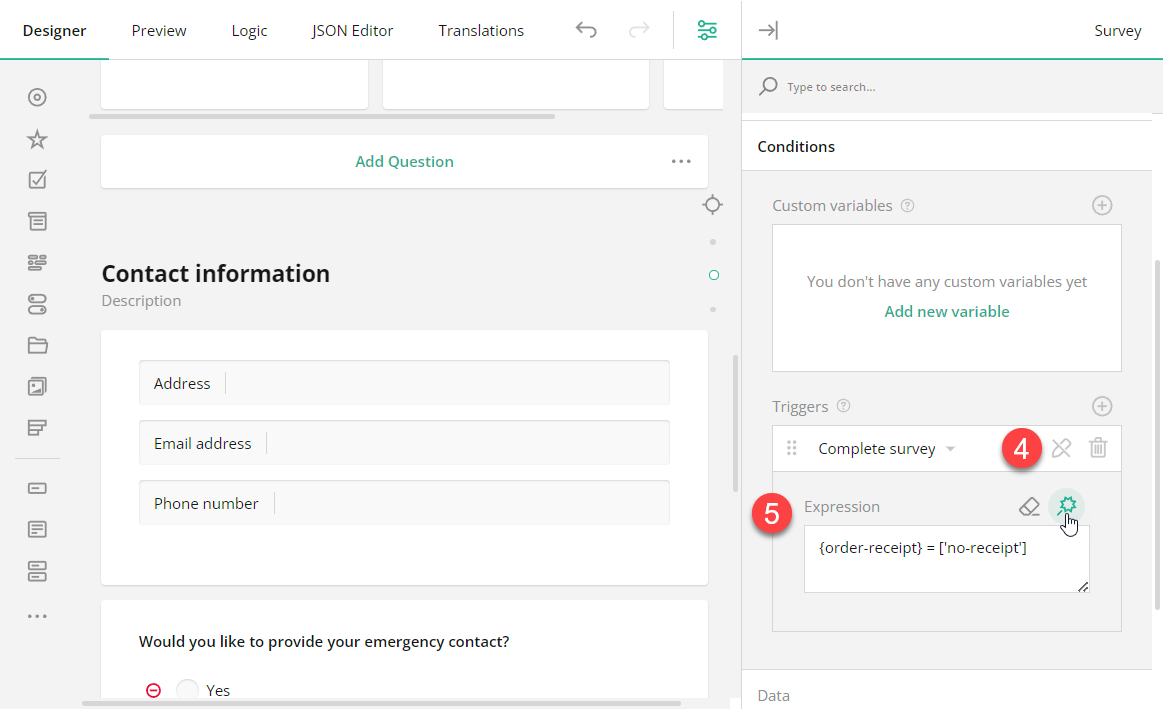 Designer Preview Logic JSON Editor Translations
Survey
Type to search...
Add Question
Contact information
Description
Address
Email address
Phone number
Would you like to provide your emergency contact?
Yes
Conditions
Custom variables ?
You don't have any custom variables yet
Add new variable
Triggers ?
Complete survey
4
5
Expression
{order-receipt} = ['no-receipt']
Data